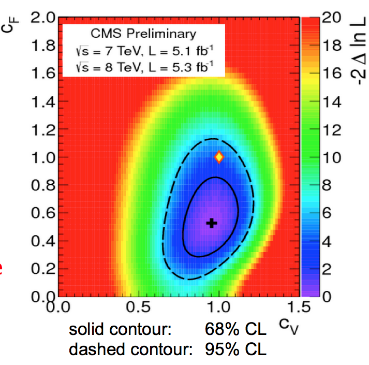 c_F
2.0
1.8
1.6
1.4
1.2
1.0
0.8
0.6
0.4
0.2
0.0
CMS Preliminary
√s = 7 TeV, L = 5.1 fb⁻¹
√s = 8 TeV, L = 5.3 fb⁻¹
20
18
16
14
12
10
8
6
4
2
0
-2 Δ ln L
0.0 0.5 1.0 1.5
c_V
e
solid contour: 68% CL
dashed contour: 95% CL